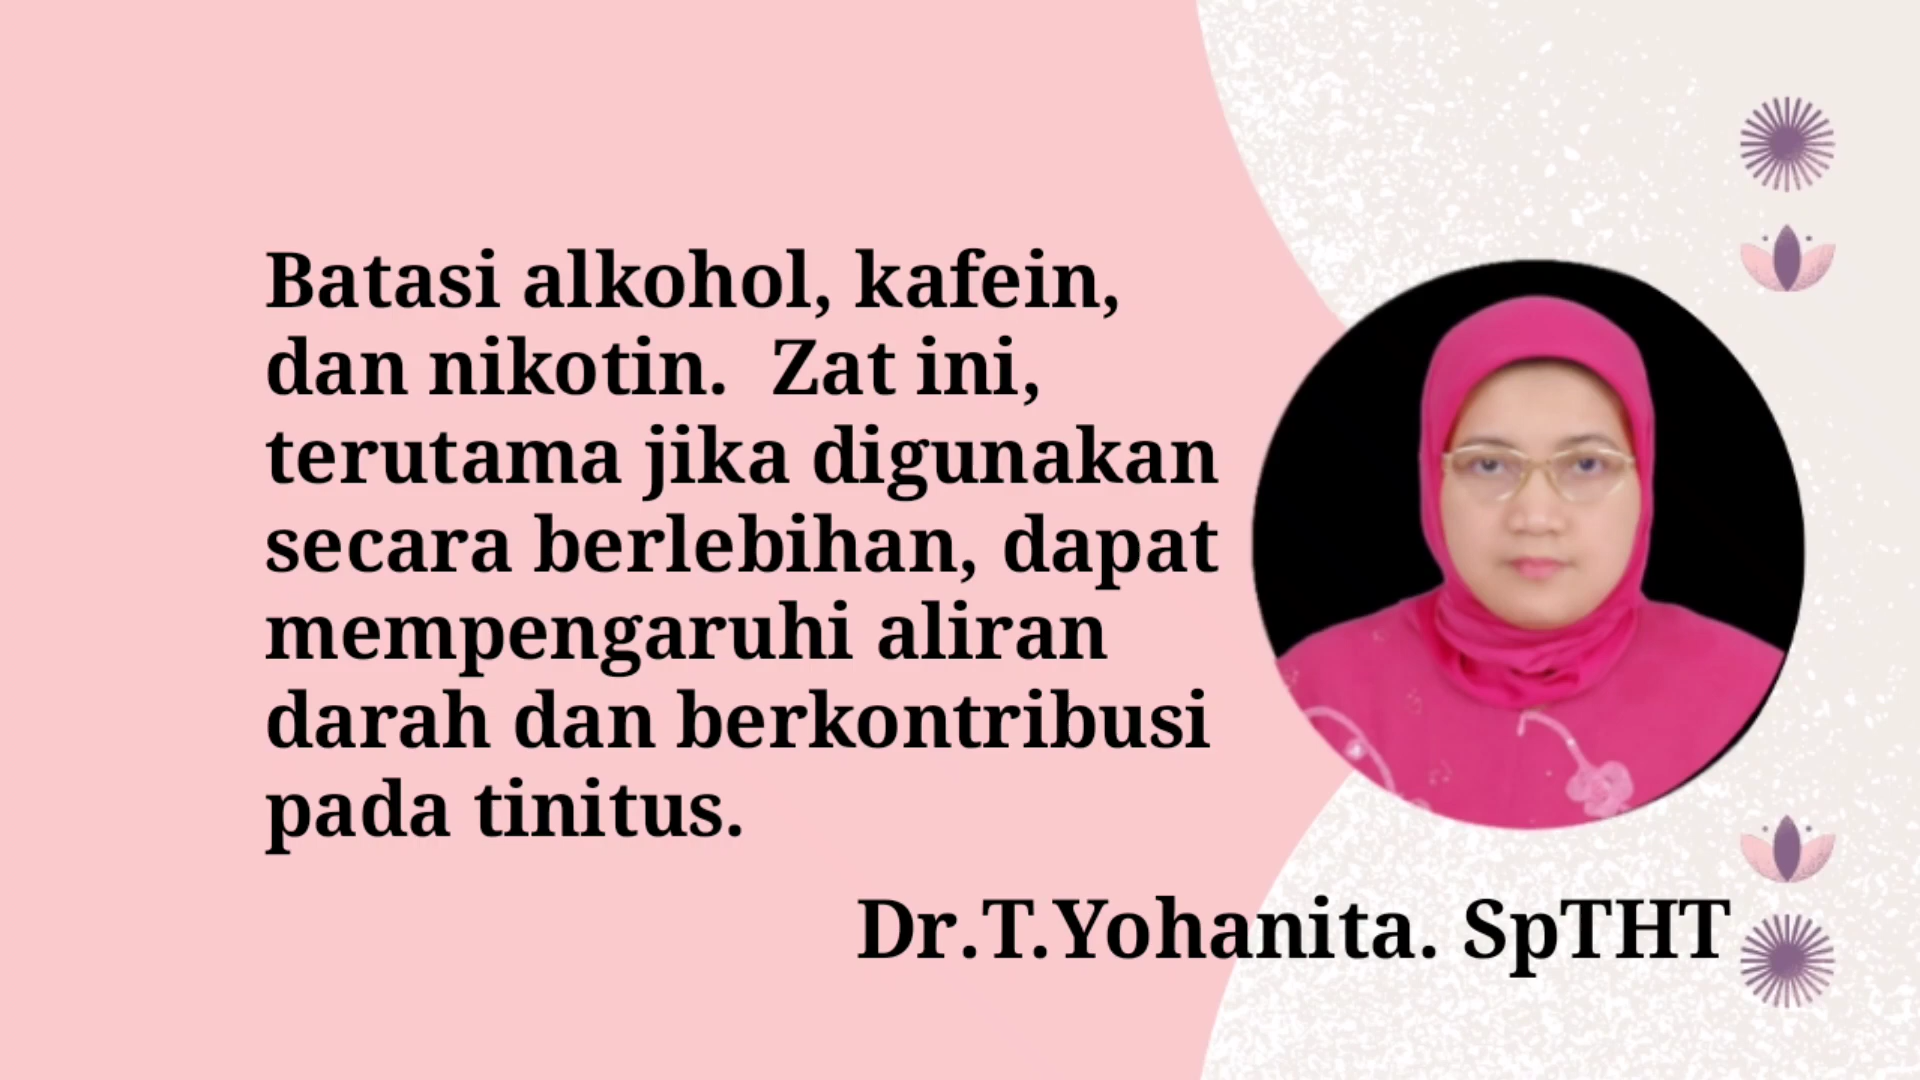 Batasi alkohol, kafein,
dan nikotin.  Zat ini,
terutama jika digunakan
secara berlebihan, dapat
mempengaruhi aliran
darah dan berkontribusi
pada tinitus.
Dr.T.Yohanita. SpTHT